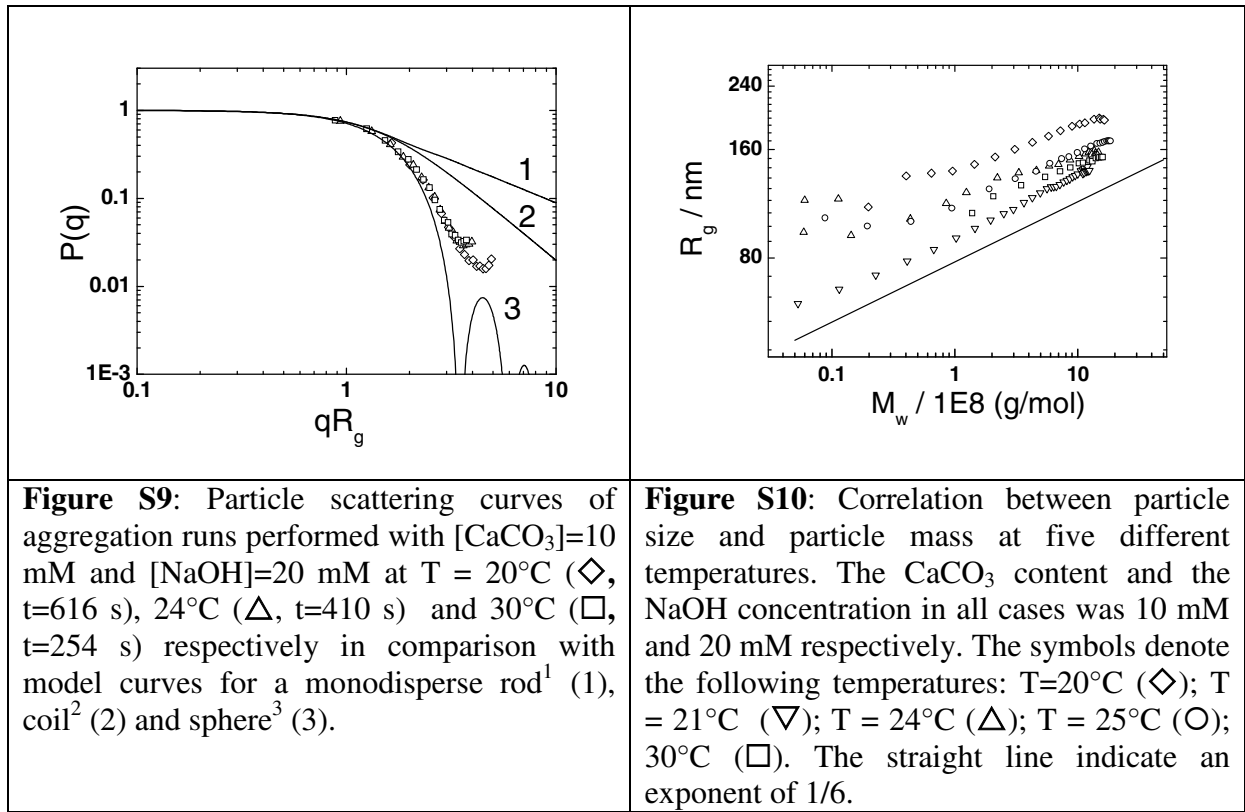 1
0.1
0.01
1E-3
0.1
1
10
P(q)
qR_g
1
2
3
240
160
80
0.1
1
10
R_g / nm
M_w / 1E8 (g/mol)
Figure S9: Particle scattering curves of
aggregation runs performed with [CaCO₃]=10
mM and [NaOH]=20 mM at T = 20°C (◇,
t=616 s), 24°C (△, t=410 s) and 30°C (□,
t=254 s) respectively in comparison with
model curves for a monodisperse rod¹ (1),
coil² (2) and sphere³ (3).
Figure S10: Correlation between particle
size and particle mass at five different
temperatures. The CaCO₃ content and the
NaOH concentration in all cases was 10 mM
and 20 mM respectively. The symbols denote
the following temperatures: T=20°C (◇); T
= 21°C (▽); T = 24°C (△); T = 25°C (○);
30°C (□). The straight line indicate an
exponent of 1/6.